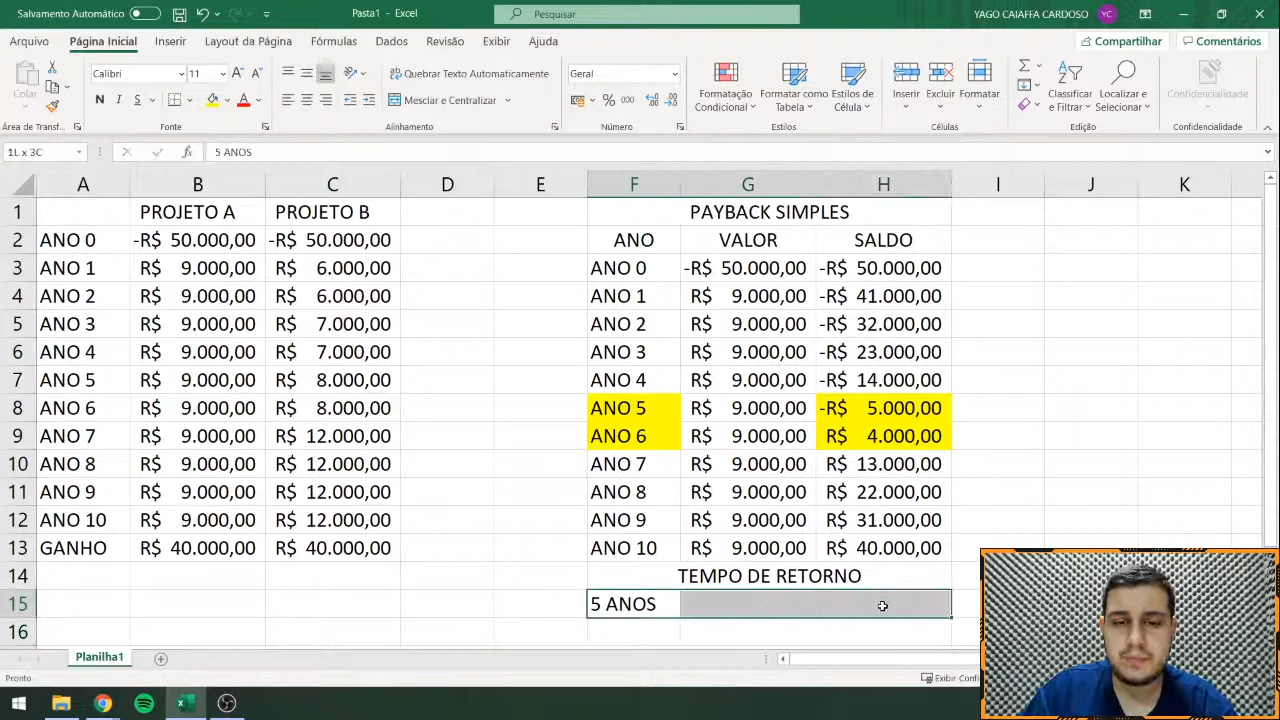 Salvamento Automático
Pasta1 - Excel
Pesquisar
YAGO CAIAFFA CARDOSO YC
Arquivo Página Inicial Inserir Layout da Página Fórmulas Dados Revisão Exibir Ajuda
Compartilhar Comentários
Colar
Calibri 11
N I S
Quebrar Texto Automaticamente
Mesclar e Centralizar
Geral
% 000
Formatação Condicional
Formatar como Tabela
Estilos de Célula
Inserir Excluir Formatar
Classificar e Filtrar
Localizar e Selecionar
Confidencialidade
Área de Transf... Fonte Alinhamento Número Estilos Células Edição Confidencialidade
1L x 3C fx 5 ANOS
A B C D E F G H I J K
1 PROJETO A PROJETO B PAYBACK SIMPLES
2 ANO 0 -R$ 50.000,00 -R$ 50.000,00 ANO VALOR SALDO
3 ANO 1 R$ 9.000,00 R$ 6.000,00 ANO 0 -R$ 50.000,00 -R$ 50.000,00
4 ANO 2 R$ 9.000,00 R$ 6.000,00 ANO 1 R$ 9.000,00 -R$ 41.000,00
5 ANO 3 R$ 9.000,00 R$ 7.000,00 ANO 2 R$ 9.000,00 -R$ 32.000,00
6 ANO 4 R$ 9.000,00 R$ 7.000,00 ANO 3 R$ 9.000,00 -R$ 23.000,00
7 ANO 5 R$ 9.000,00 R$ 8.000,00 ANO 4 R$ 9.000,00 -R$ 14.000,00
8 ANO 6 R$ 9.000,00 R$ 8.000,00 ANO 5 R$ 9.000,00 -R$ 5.000,00
9 ANO 7 R$ 9.000,00 R$ 12.000,00 ANO 6 R$ 9.000,00 R$ 4.000,00
10 ANO 8 R$ 9.000,00 R$ 12.000,00 ANO 7 R$ 9.000,00 R$ 13.000,00
11 ANO 9 R$ 9.000,00 R$ 12.000,00 ANO 8 R$ 9.000,00 R$ 22.000,00
12 ANO 10 R$ 9.000,00 R$ 12.000,00 ANO 9 R$ 9.000,00 R$ 31.000,00
13 GANHO R$ 40.000,00 R$ 40.000,00 ANO 10 R$ 9.000,00 R$ 40.000,00
14 TEMPO DE RETORNO
15 5 ANOS
16
Planilha1
Pronto
Exibir Confi